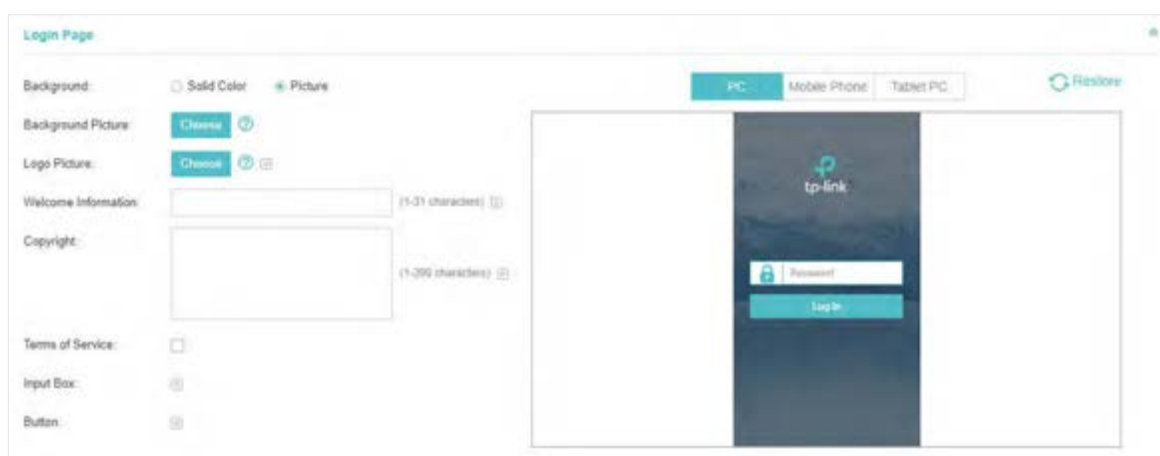 Login Page
Background: Solid Color Picture
PC Mobile Phone Tablet PC Restore
Background Picture: Choose
Logo Picture: Choose
Welcome Information: (1-31 characters)
Copyright: (1-200 characters)
Terms of Service:
Input Box:
Button:
tp-link
Password
Log In